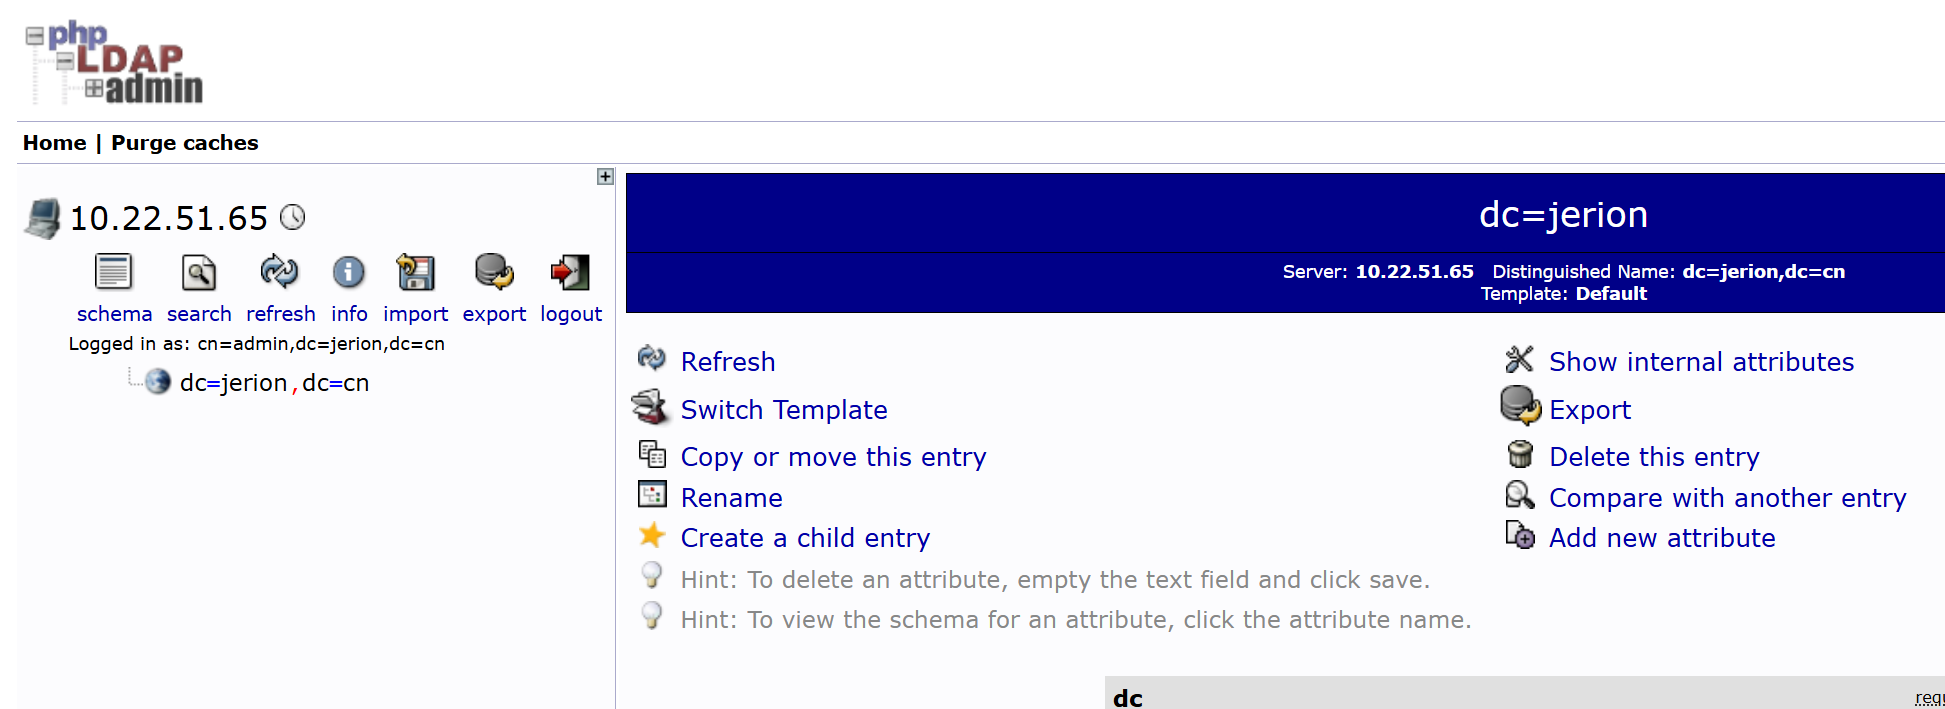 php
LDAP
admin
Home | Purge caches
10.22.51.65
schema search refresh info import export logout
Logged in as: cn=admin,dc=jerion,dc=cn
dc=jerion,dc=cn
dc=jerion
Server: 10.22.51.65 Distinguished Name: dc=jerion,dc=cn
Template: Default
Refresh
Show internal attributes
Switch Template
Export
Copy or move this entry
Delete this entry
Rename
Compare with another entry
Create a child entry
Add new attribute
Hint: To delete an attribute, empty the text field and click save.
Hint: To view the schema for an attribute, click the attribute name.
dc